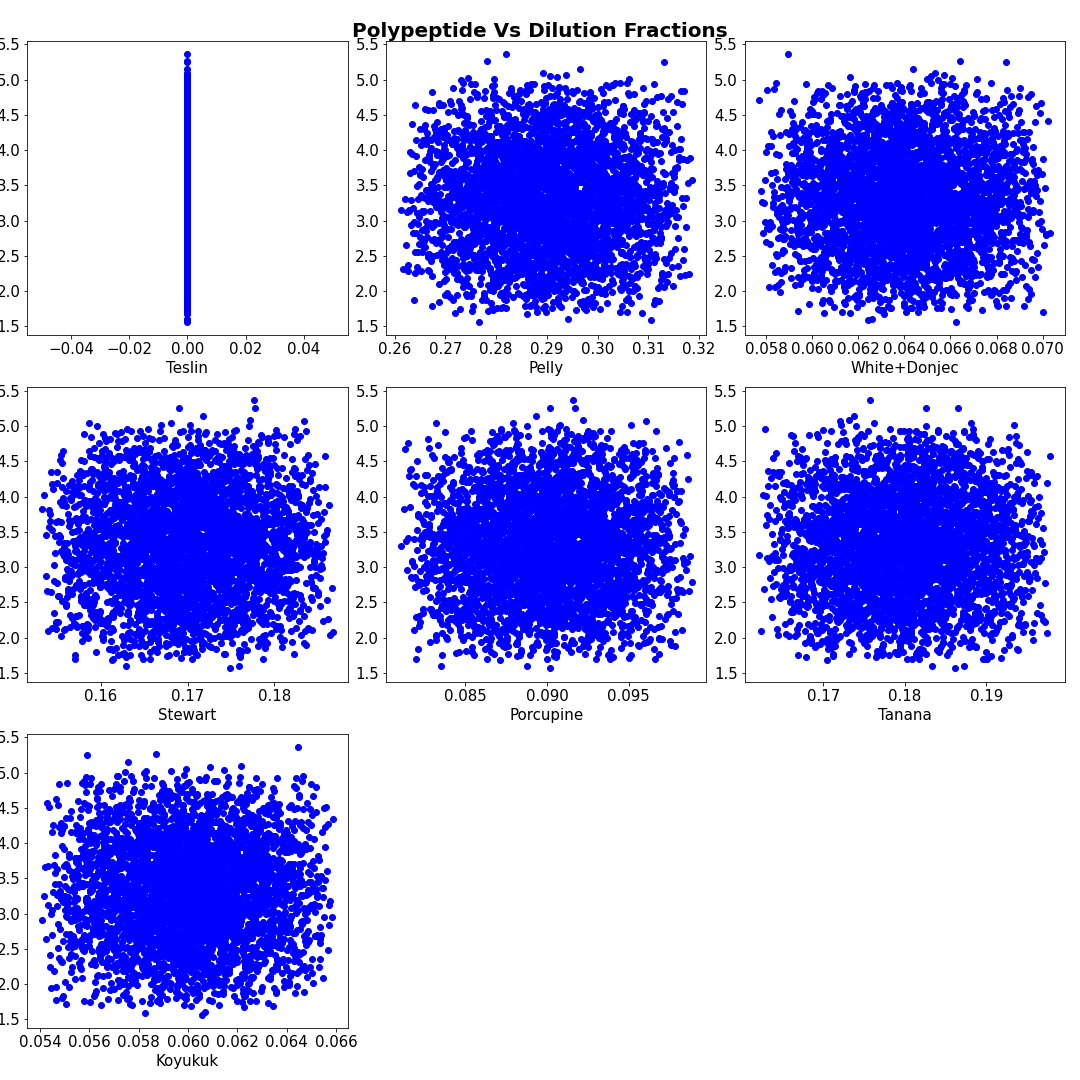 Polypeptide Vs Dilution Fractions
5.5 5.0 4.5 4.0 3.5 3.0 2.5 2.0 1.5
−0.04 −0.02 0.00 0.02 0.04
Teslin
5.5 5.0 4.5 4.0 3.5 3.0 2.5 2.0 1.5
0.26 0.27 0.28 0.29 0.30 0.31 0.32
Pelly
5.5 5.0 4.5 4.0 3.5 3.0 2.5 2.0 1.5
0.058 0.060 0.062 0.064 0.066 0.068 0.070
White+Donjec
5.5 5.0 4.5 4.0 3.5 3.0 2.5 2.0 1.5
0.16 0.17 0.18
Stewart
5.5 5.0 4.5 4.0 3.5 3.0 2.5 2.0 1.5
0.085 0.090 0.095
Porcupine
5.5 5.0 4.5 4.0 3.5 3.0 2.5 2.0 1.5
0.17 0.18 0.19
Tanana
5.5 5.0 4.5 4.0 3.5 3.0 2.5 2.0 1.5
0.054 0.056 0.058 0.060 0.062 0.064 0.066
Koyukuk